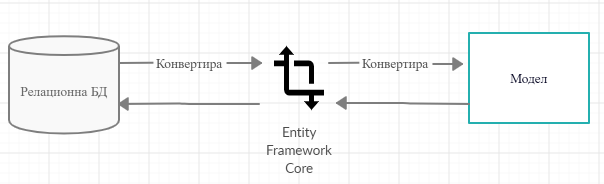 Конвертира
Конвертира
Релационна БД
Модел
Entity
Framework
Core